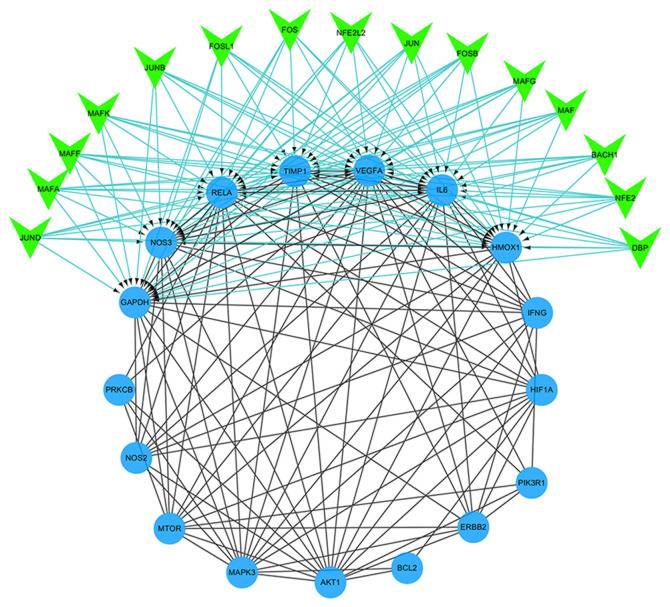 FOS
NFE2L2
FOSL1
JUN
FOSB
JUNB
MAFG
MAFK
MAF
MAFF
BACH1
MAFA
NFE2
JUND
DBP
TIMP1
VEGFA
RELA
IL6
NOS3
HMOX1
GAPDH
IFNG
PRKCB
HIF1A
NOS2
PIK3R1
MTOR
ERBB2
MAPK3
AKT1
BCL2